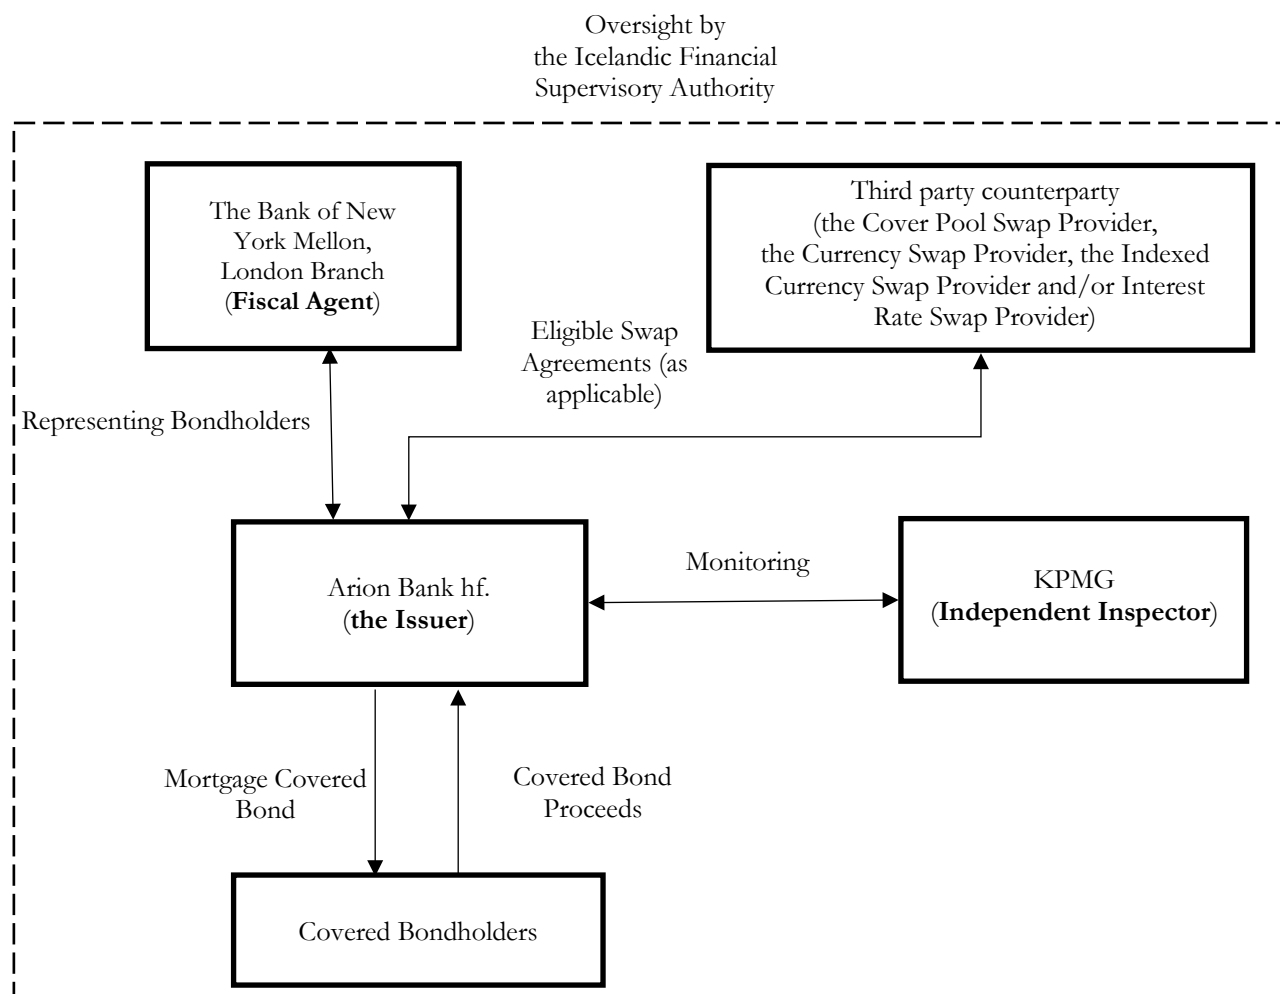 Oversight by
the Icelandic Financial
Supervisory Authority
The Bank of New
York Mellon,
London Branch
(Fiscal Agent)
Third party counterparty
(the Cover Pool Swap Provider,
the Currency Swap Provider, the Indexed
Currency Swap Provider and/or Interest
Rate Swap Provider)
Eligible Swap
Agreements (as
applicable)
Representing Bondholders
Arion Bank hf.
(the Issuer)
Monitoring
KPMG
(Independent Inspector)
Mortgage Covered
Bond
Covered Bond
Proceeds
Covered Bondholders